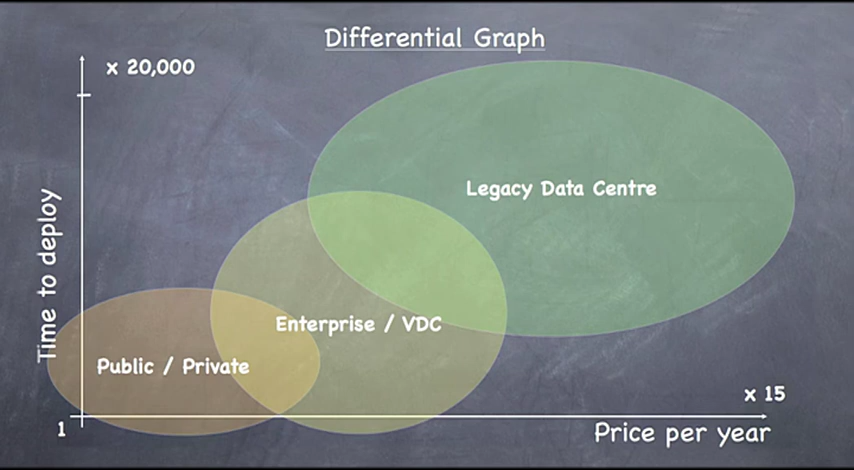 Differential Graph
x 20,000
Time to deploy
Legacy Data Centre
Enterprise / VDC
Public / Private
x 15
1
Price per year